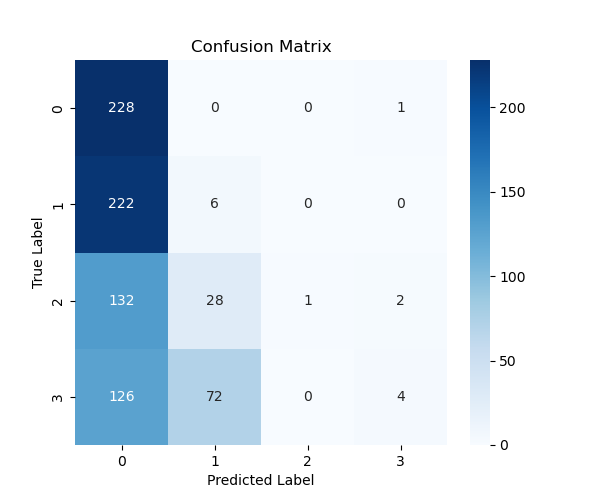 Confusion Matrix
True Label
0 228 0 0 1
1 222 6 0 0
2 132 28 1 2
3 126 72 0 4
0 1 2 3
Predicted Label
200
150
100
50
0